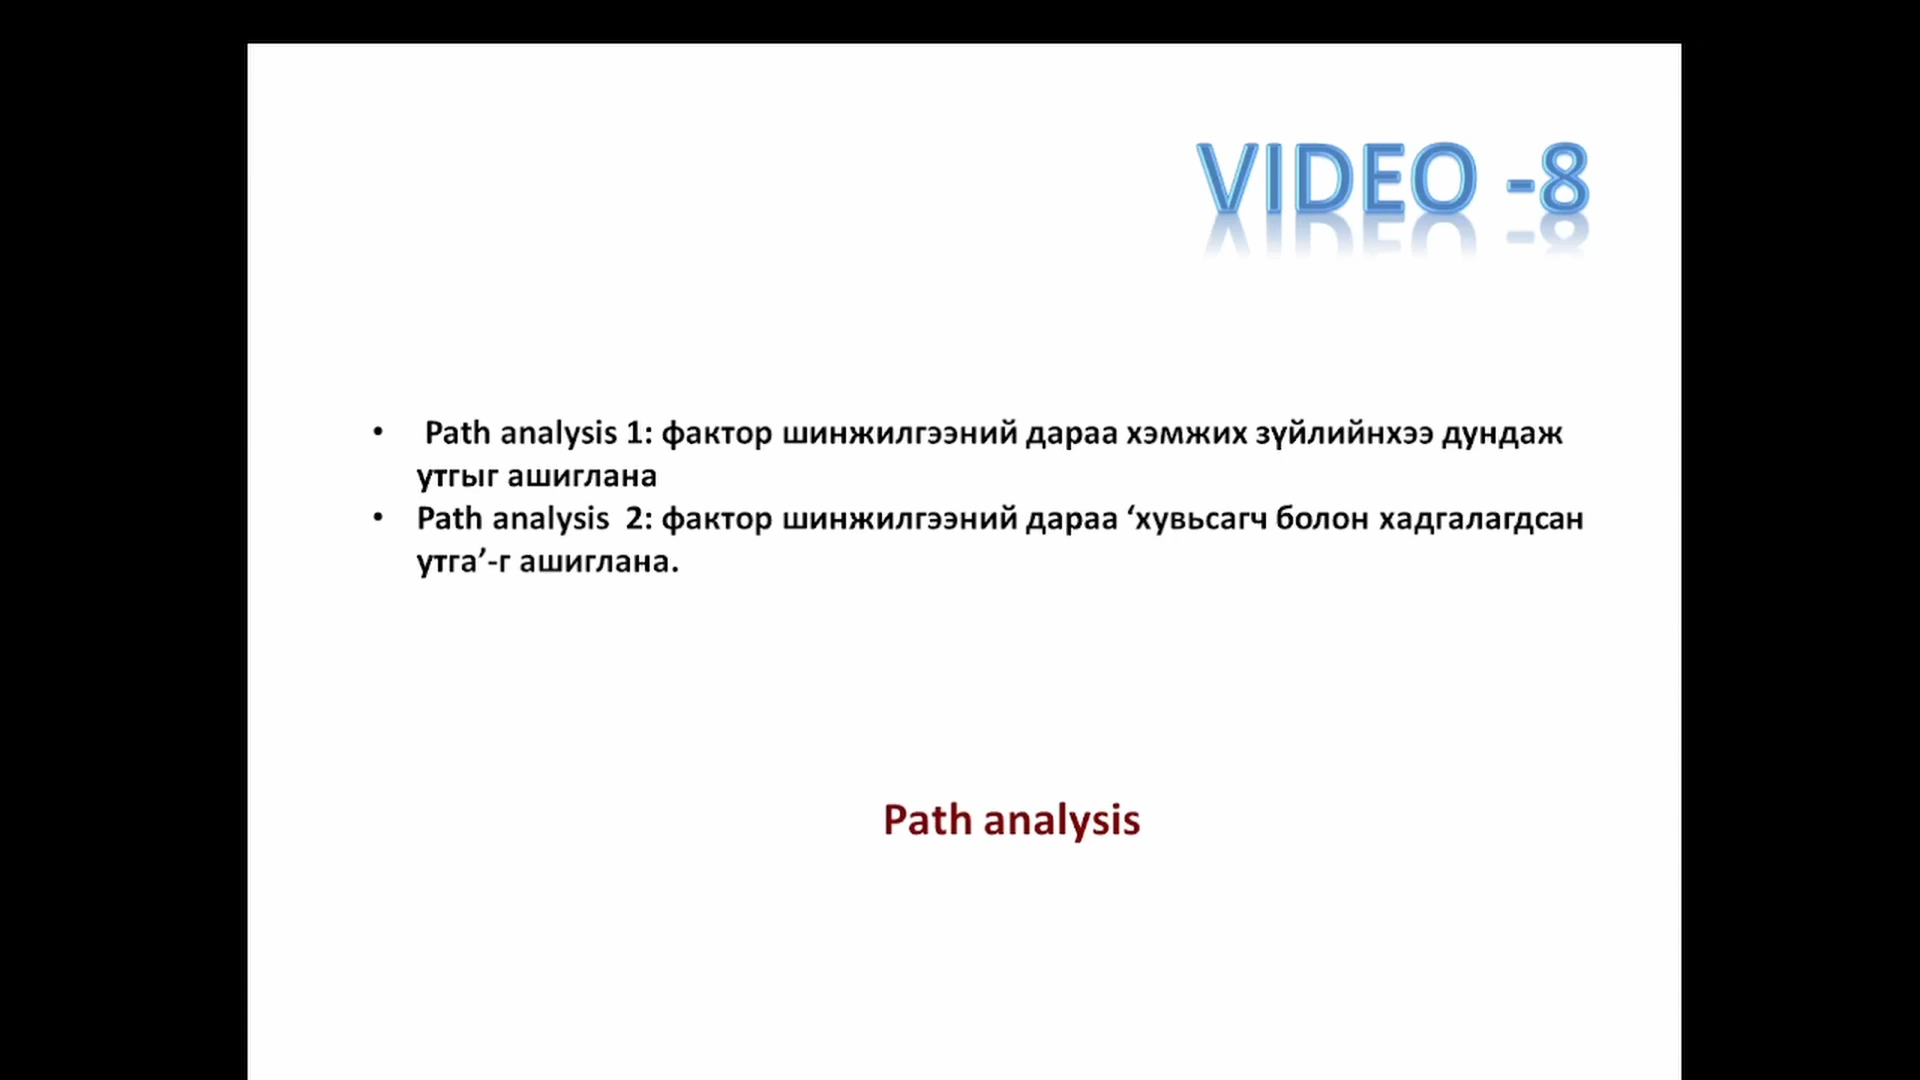 VIDEO -8
• Path analysis 1: фактор шинжилгээний дараа хэмжих зүйлийнхээ дундаж
утгыг ашиглана
• Path analysis 2: фактор шинжилгээний дараа ‘хувьсагч болон хадгалагдсан
утга’-г ашиглана.
Path analysis